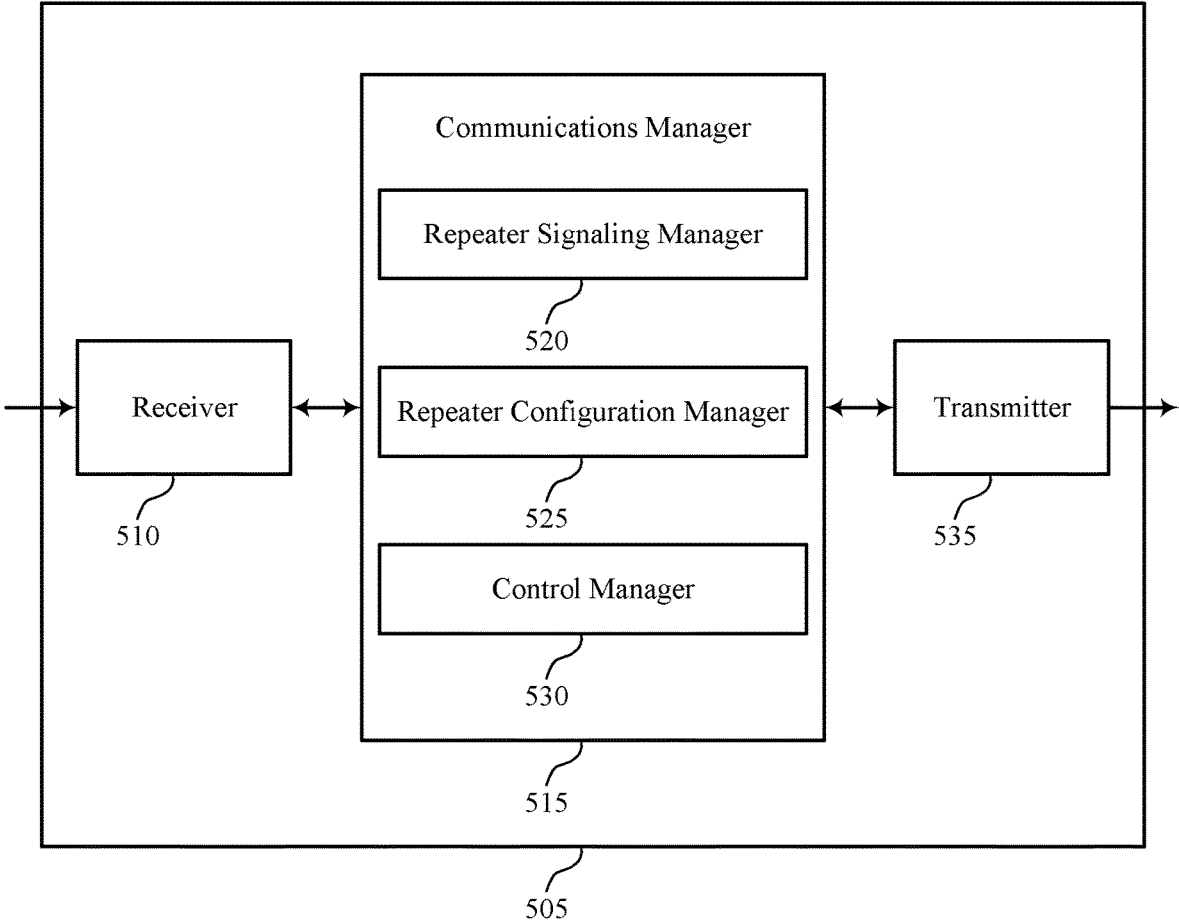 Communications Manager
Repeater Signaling Manager
520
Receiver
510
Repeater Configuration Manager
525
Transmitter
535
Control Manager
530
515
505